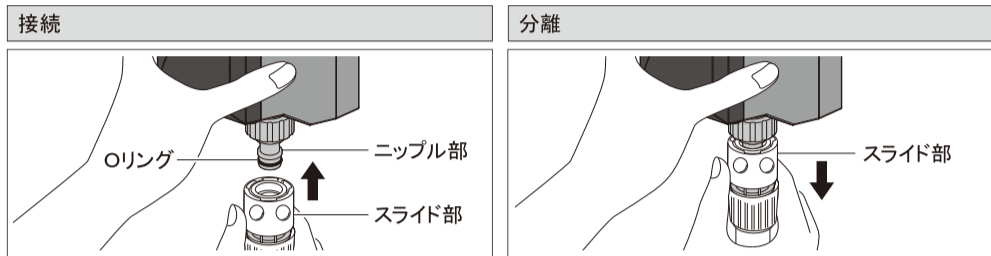 接続
分離
Oリング
ニップル部
スライド部
スライド部